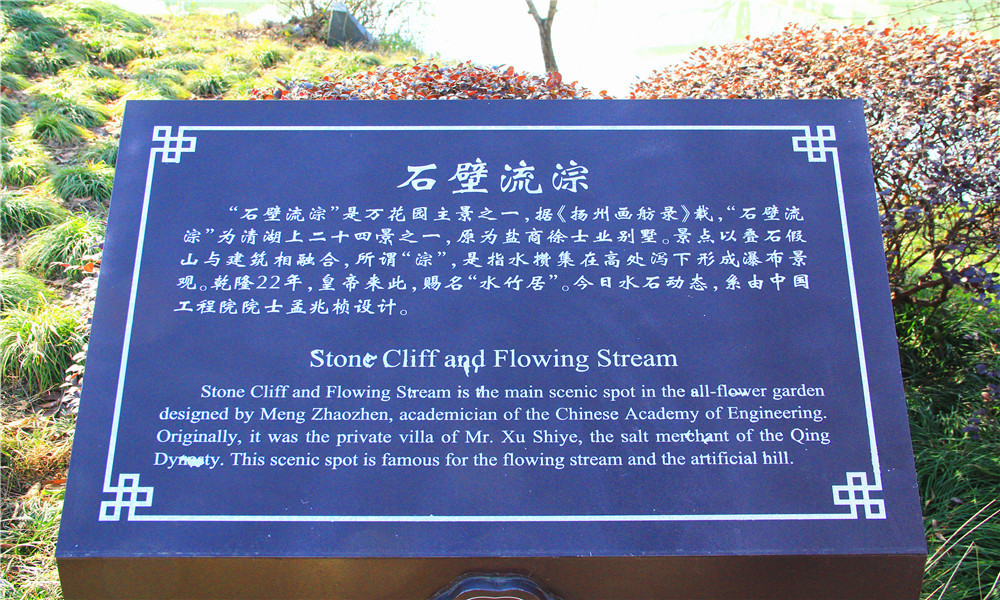 石壁流淙
“石壁流淙”是万花园主景之一，据《扬州画舫录》载，“石壁流
淙”为清湖上二十四景之一，原为盐商徐士业别墅。景点以叠石假
山与建筑相融合，所谓“淙”，是指水攒集在高处泻下形成瀑布景
观。乾隆22年，皇帝来此，赐名“水竹居”。今日水石动态，系由中国
工程院院士孟兆桢设计。
Stone Cliff and Flowing Stream
Stone Cliff and Flowing Stream is the main scenic spot in the all-flower garden
designed by Meng Zhaozhen, academician of the Chinese Academy of Engineering.
Originally, it was the private villa of Mr. Xu Shiye, the salt merchant of the Qing
Dynasty. This scenic spot is famous for the flowing stream and the artificial hill.